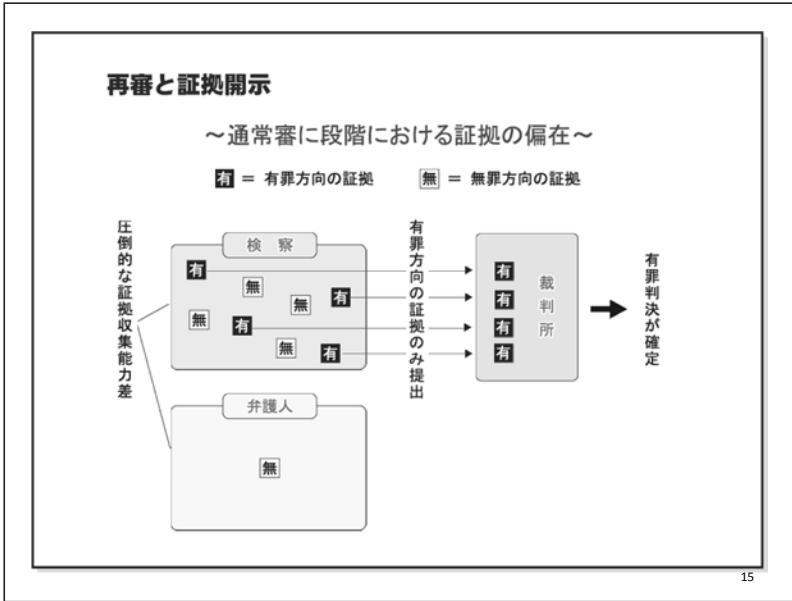 再審と証拠開示
～通常審に段階における証拠の偏在～
有 = 有罪方向の証拠 無 = 無罪方向の証拠
圧倒的な証拠収集能力差
検 察
有
無
無
有
無
有
無
有
弁護人
無
有罪方向の証拠のみ提出
裁判所
有
有
有
有
有罪判決が確定
15